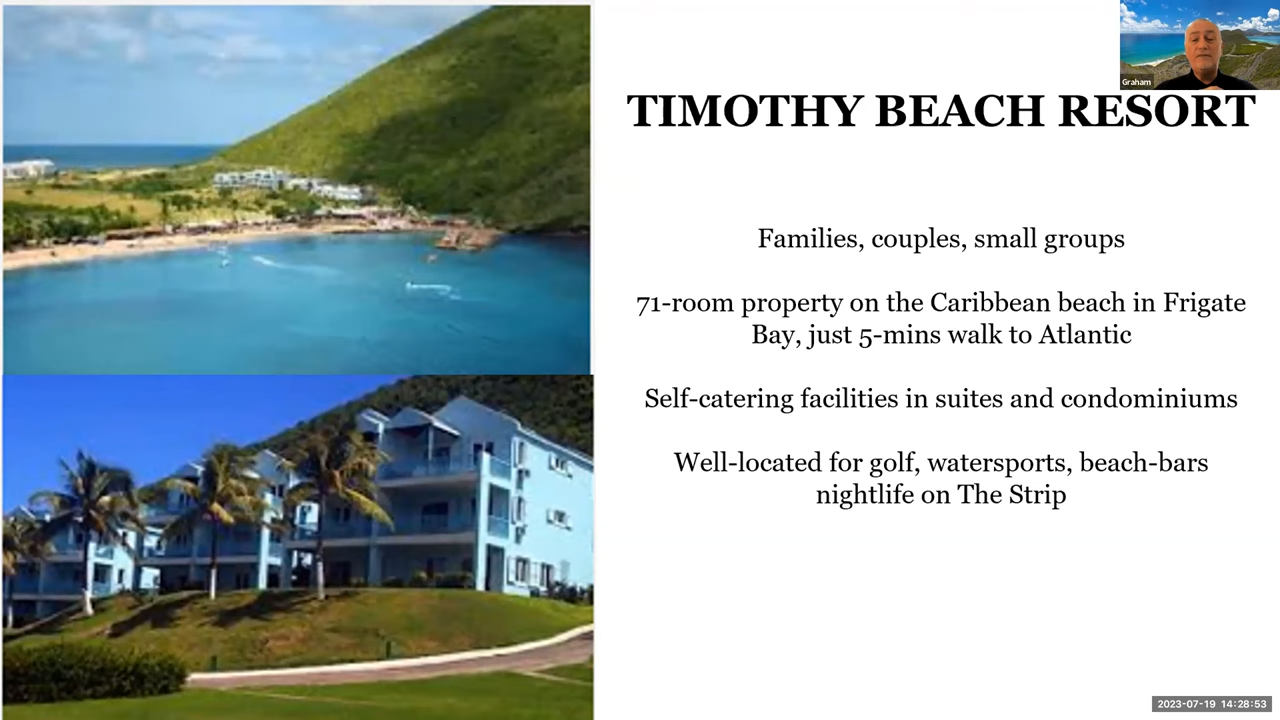 Graham
TIMOTHY BEACH RESORT
Families, couples, small groups
71-room property on the Caribbean beach in Frigate
Bay, just 5-mins walk to Atlantic
Self-catering facilities in suites and condominiums
Well-located for golf, watersports, beach-bars
nightlife on The Strip
2023-07-19 14:28:53